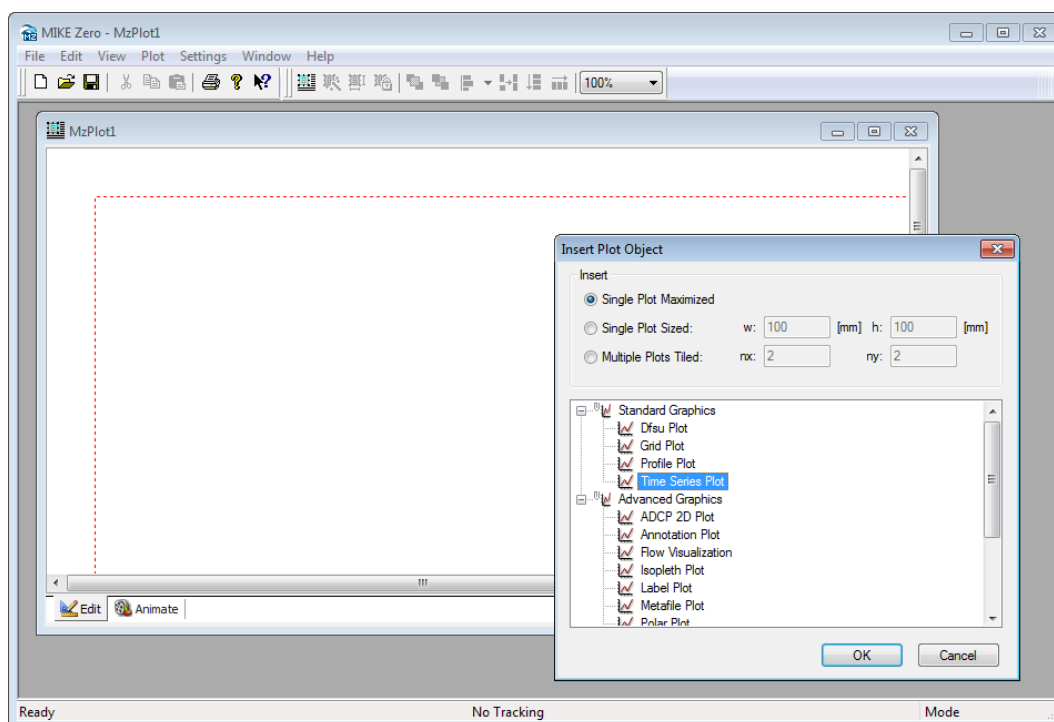 MIKE Zero - MzPlot1
File Edit View Plot Settings Window Help
100%
MzPlot1
Insert Plot Object
Insert
Single Plot Maximized
Single Plot Sized: w: 100 [mm] h: 100 [mm]
Multiple Plots Tiled: nx: 2 ny: 2
Standard Graphics
Dfsu Plot
Grid Plot
Profile Plot
Time Series Plot
Advanced Graphics
ADCP 2D Plot
Annotation Plot
Flow Visualization
Isopleth Plot
Label Plot
Metafile Plot
Polar Plot
Edit Animate
OK Cancel
Ready No Tracking Mode